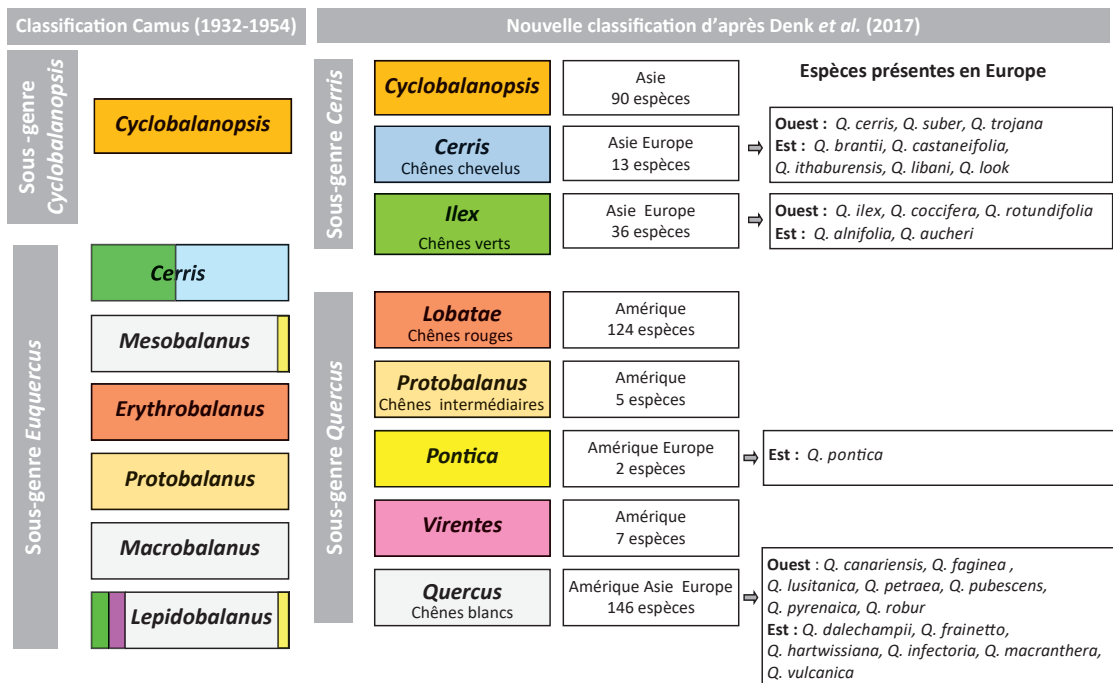 Classification Camus (1932-1954)
Sous -genre
Cyclobalanopsis
Cyclobalanopsis
Sous-genre Euquercus
Cerris
Mesobalanus
Erythrobalanus
Protobalanus
Macrobalanus
Lepidobalanus
Nouvelle classification d’après Denk et al. (2017)
Espèces présentes en Europe
Sous-genre Cerris
Cyclobalanopsis
Asie
90 espèces
Cerris
Chênes chevelus
Asie Europe
13 espèces
Ouest : Q. cerris, Q. suber, Q. trojana
Est : Q. brantii, Q. castaneifolia,
Q. ithaburensis, Q. libani, Q. look
Ilex
Chênes verts
Asie Europe
36 espèces
Ouest : Q. ilex, Q. coccifera, Q. rotundifolia
Est : Q. alnifolia, Q. aucheri
Sous-genre Quercus
Lobatae
Chênes rouges
Amérique
124 espèces
Protobalanus
Chênes intermédiaires
Amérique
5 espèces
Pontica
Amérique Europe
2 espèces
Est : Q. pontica
Virentes
Amérique
7 espèces
Quercus
Chênes blancs
Amérique Asie Europe
146 espèces
Ouest : Q. canariensis, Q. faginea ,
Q. lusitanica, Q. petraea, Q. pubescens,
Q. pyrenaica, Q. robur
Est : Q. dalechampii, Q. frainetto,
Q. hartwissiana, Q. infectoria, Q. macranthera,
Q. vulcanica